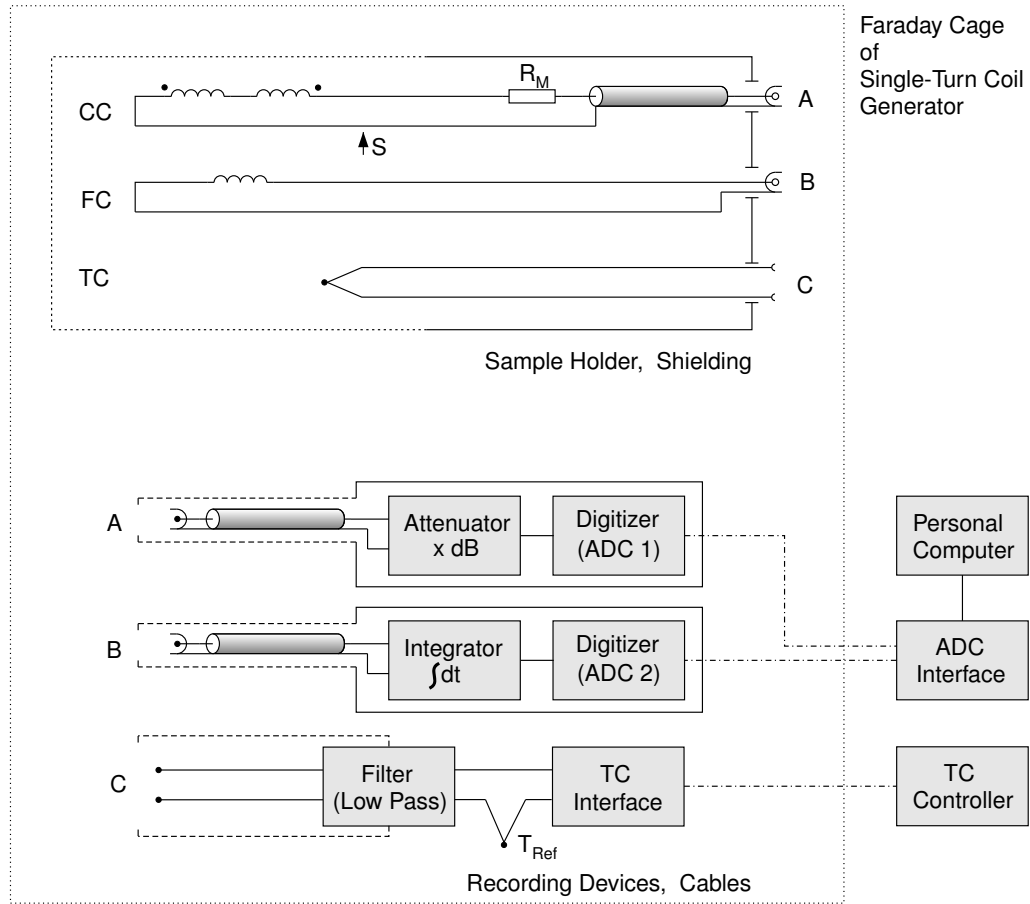 Faraday Cage
of
Single-Turn Coil
Generator
R_M
CC
A
S
FC
B
TC
C
Sample Holder, Shielding
A
Attenuator
x dB
Digitizer
(ADC 1)
Personal
Computer
B
Integrator
∫dt
Digitizer
(ADC 2)
ADC
Interface
C
Filter
(Low Pass)
TC
Interface
TC
Controller
T_Ref
Recording Devices, Cables